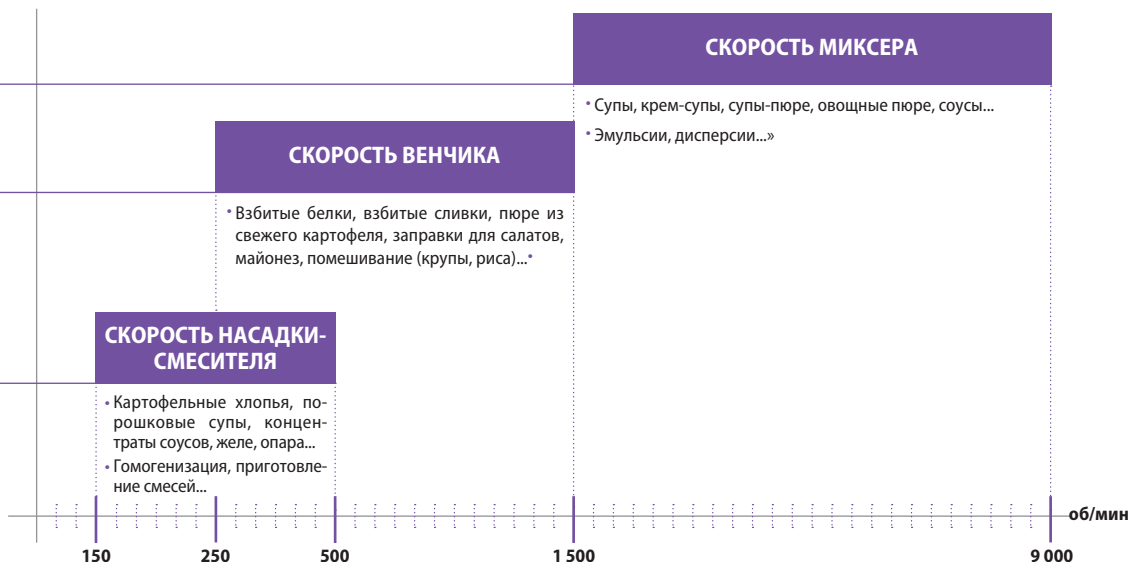 СКОРОСТЬ МИКСЕРА
• Супы, крем-супы, супы-пюре, овощные пюре, соусы...
• Эмульсии, дисперсии...»
СКОРОСТЬ ВЕНЧИКА
• Взбитые белки, взбитые сливки, пюре из
свежего картофеля, заправки для салатов,
майонез, помешивание (крупы, риса)...•
СКОРОСТЬ НАСАДКИ-
СМЕСИТЕЛЯ
• Картофельные хлопья, по-
рошковые супы, концен-
траты соусов, желе, опара...
• Гомогенизация, приготовле-
ние смесей...
об/мин
150 250 500 1 500 9 000